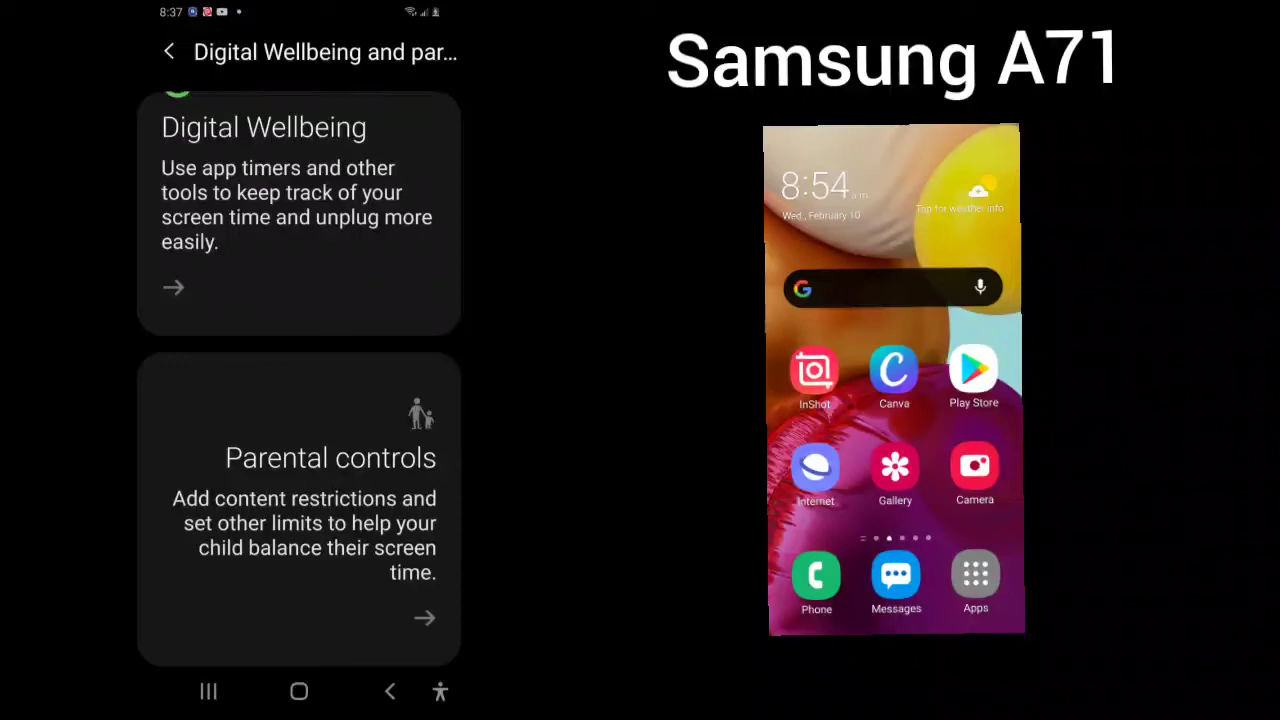 8:37
Digital Wellbeing and par...
Digital Wellbeing
Use app timers and other
tools to keep track of your
screen time and unplug more
easily.
Parental controls
Add content restrictions and
set other limits to help your
child balance their screen
time.
Samsung A71
8:54 a.m.
Wed, February 10
Tap for weather info
InShot
Canva
Play Store
Internet
Gallery
Camera
Phone
Messages
Apps